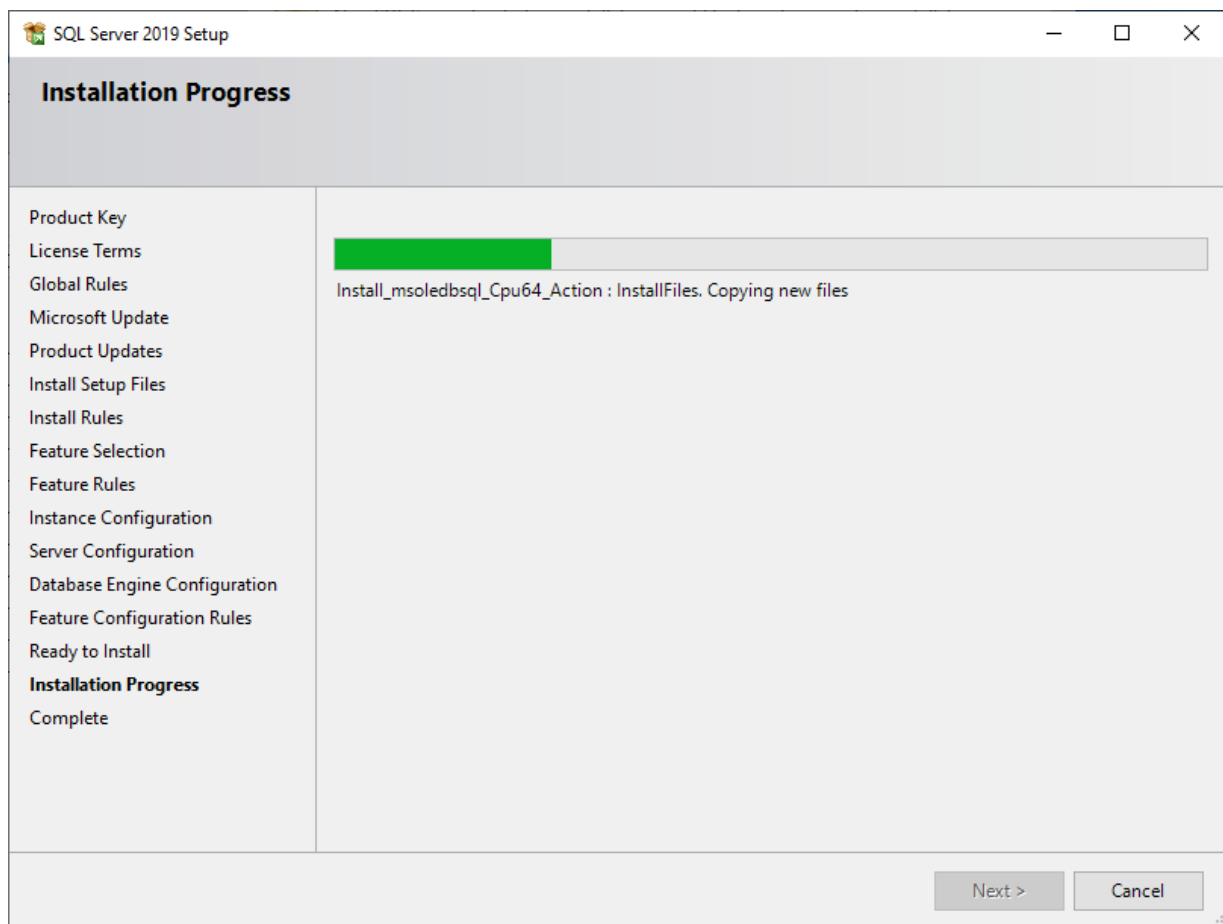 SQL Server 2019 Setup
Installation Progress
Product Key
License Terms
Global Rules
Microsoft Update
Product Updates
Install Setup Files
Install Rules
Feature Selection
Feature Rules
Instance Configuration
Server Configuration
Database Engine Configuration
Feature Configuration Rules
Ready to Install
Installation Progress
Complete
Install_msoledbsql_Cpu64_Action : InstallFiles. Copying new files
Next >
Cancel